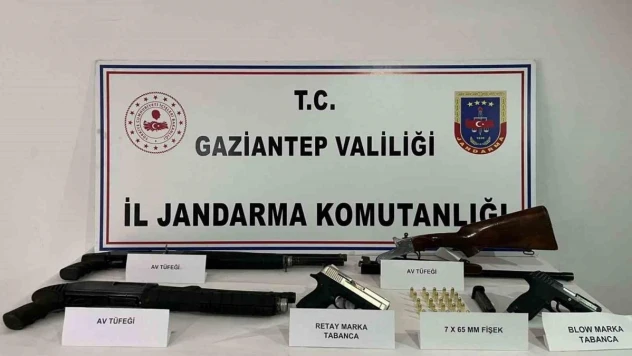 T.C.
GAZİANTEP VALİLİĞİ
İL JANDARMA KOMUTANLIĞI
JANDARMA
AV TÜFEĞİ
AV TÜFEĞİ
AV TÜFEĞİ
RETAY MARKA
TABANCA
7 X 65 MM FİŞEK
BLOW MARKA
TABANCA